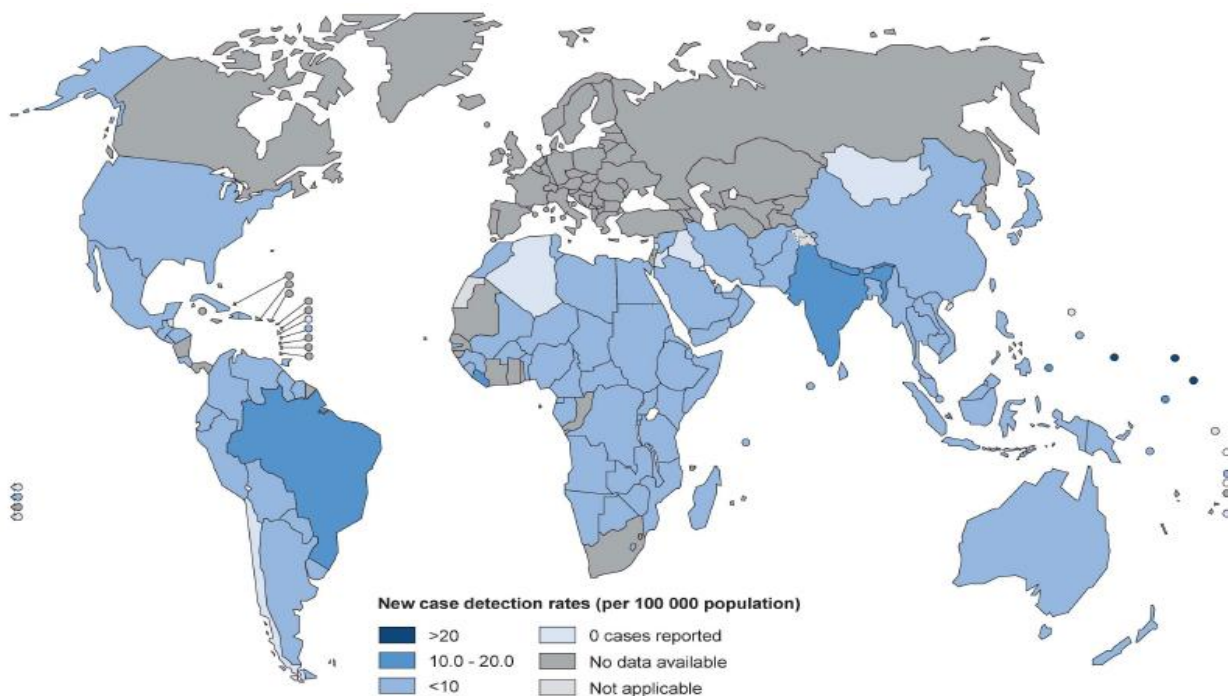 New case detection rates (per 100 000 population)
>20
10.0 - 20.0
<10
0 cases reported
No data available
Not applicable